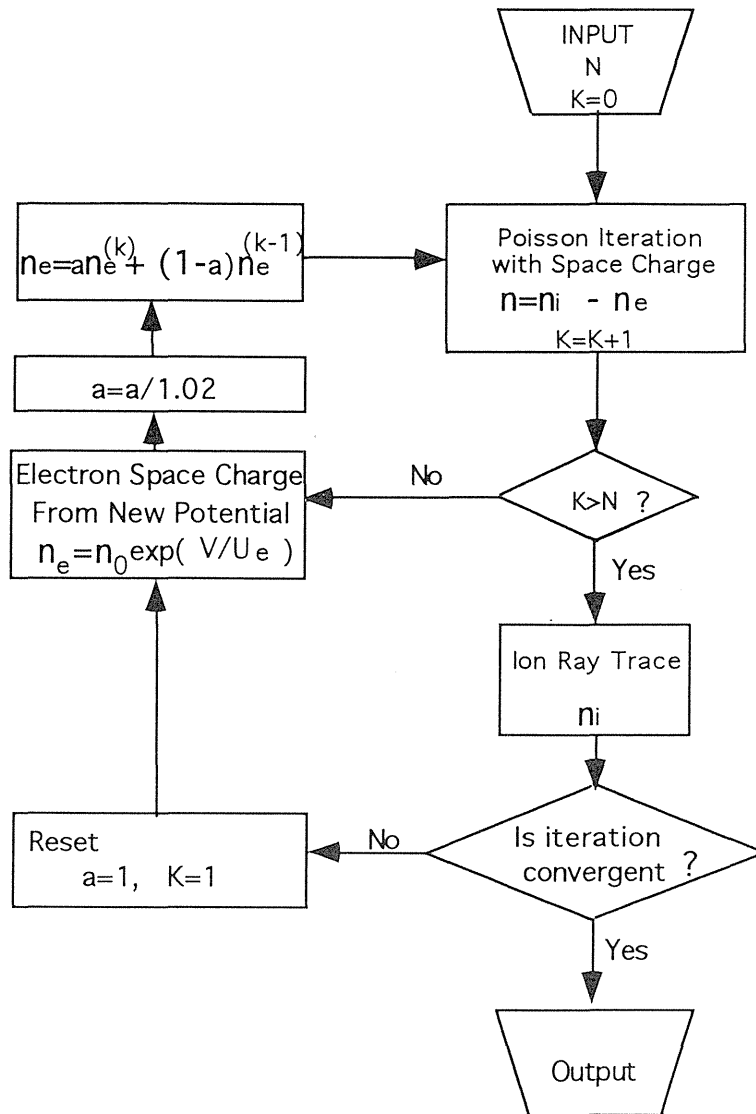 INPUT
N
K=0
Poisson Iteration
with Space Charge
n=ni - ne
K=K+1
ne=ane(k)+ (1-a)ne(k-1)
a=a/1.02
Electron Space Charge
From New Potential
ne=n0exp( V/Ue )
No
K>N ?
Yes
Ion Ray Trace
ni
Reset
a=1, K=1
No
Is iteration
convergent ?
Yes
Output